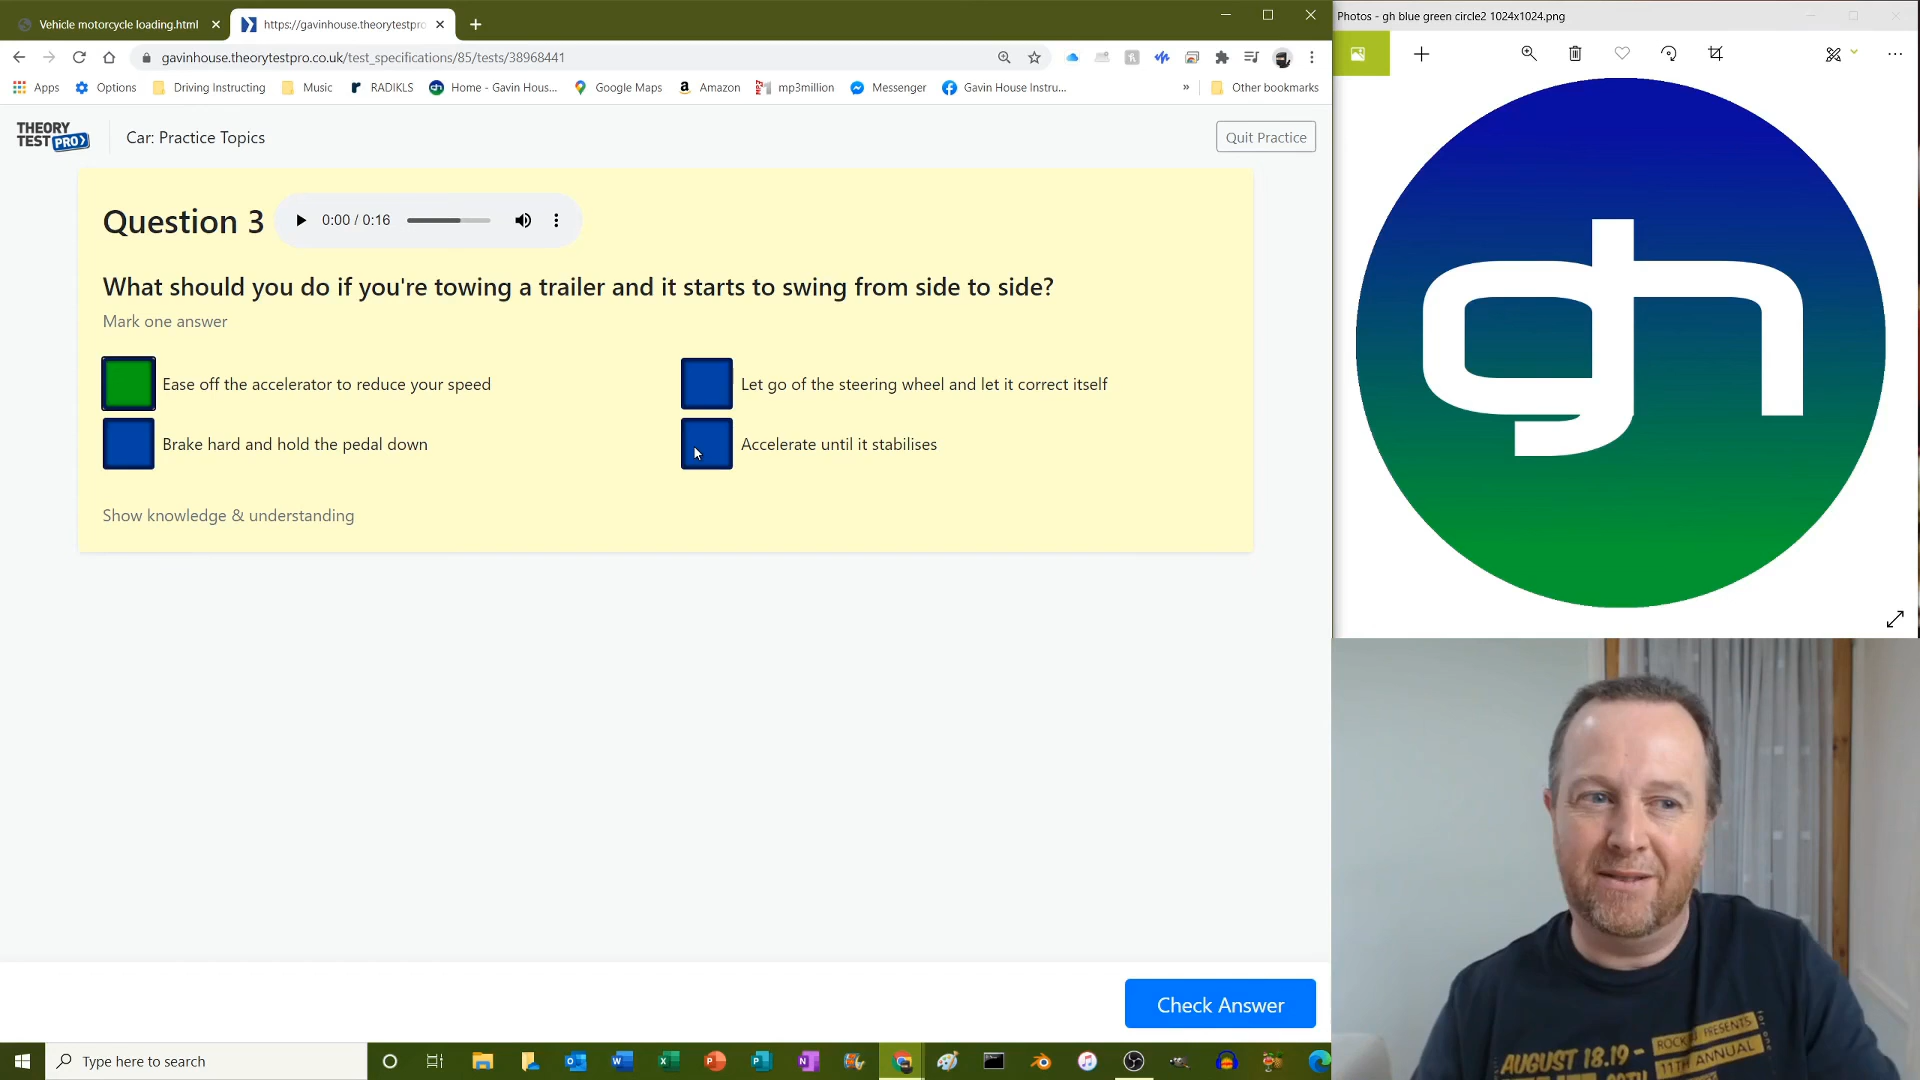 Vehicle motorcycle loading.html
https://gavinhouse.theorytestpro
Photos - gh blue green circle2 1024x1024.png
gavinhouse.theorytestpro.co.uk/test_specifications/85/tests/38968441
Apps Options Driving Instructing Music RADIKLS Home - Gavin Hous... Google Maps Amazon mp3million Messenger Gavin House Instru... » Other bookmarks
THEORY TEST PRO
Car: Practice Topics
Quit Practice
Question 3
0:00 / 0:16
What should you do if you're towing a trailer and it starts to swing from side to side?
Mark one answer
Ease off the accelerator to reduce your speed
Let go of the steering wheel and let it correct itself
Brake hard and hold the pedal down
Accelerate until it stabilises
Show knowledge & understanding
Check Answer
Type here to search
gh
AUGUST 18.19 -
PRESENTS
11TH ANNUAL